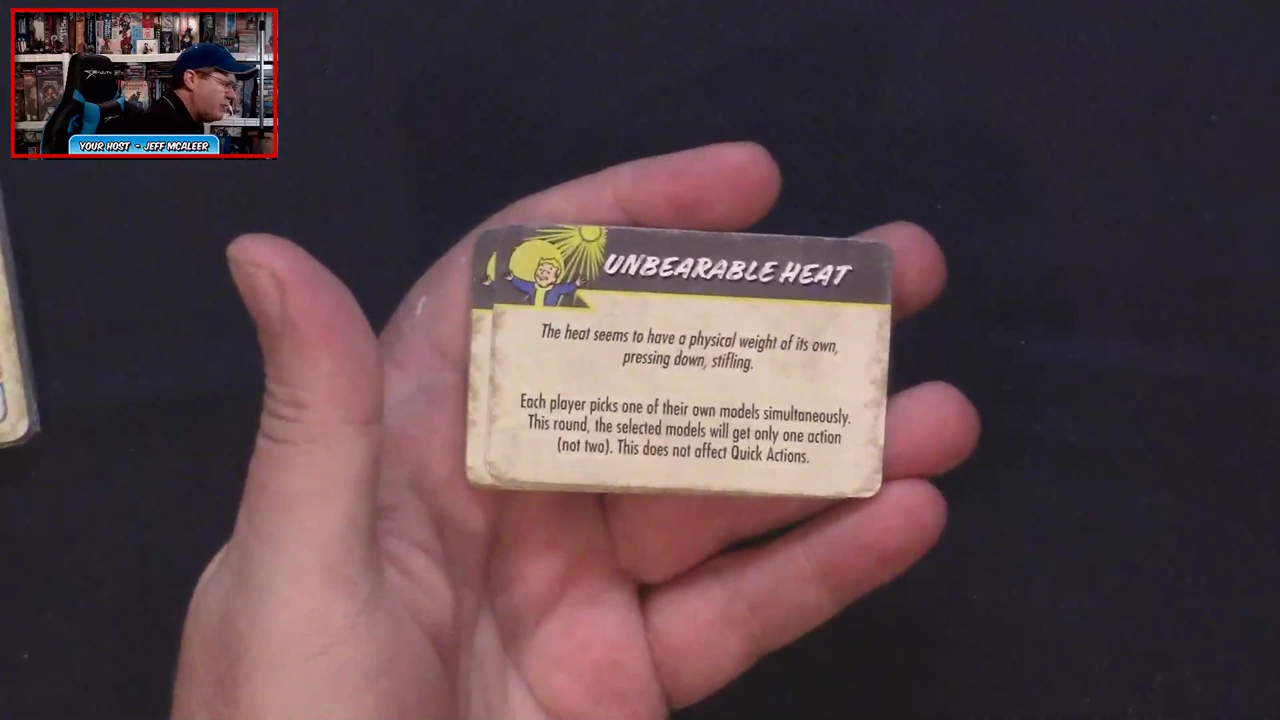 YOUR HOST - JEFF MCALEER
UNBEARABLE HEAT
The heat seems to have a physical weight of its own,
pressing down, stifling.
Each player picks one of their own models simultaneously.
This round, the selected models will get only one action
(not two). This does not affect Quick Actions.